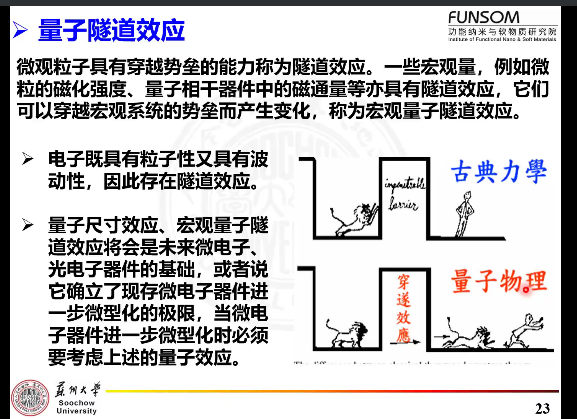 量子隧道效应
FUNSOM
功能纳米与软物质研究院
Institute of Functional Nano & Soft Materials
微观粒子具有穿越势垒的能力称为隧道效应。一些宏观量，例如微
粒的磁化强度、量子相干器件中的磁通量等亦具有隧道效应，它们
可以穿越宏观系统的势垒而产生变化，称为宏观量子隧道效应。
电子既具有粒子性又具有波
动性，因此存在隧道效应。
量子尺寸效应、宏观量子隧
道效应将会是未来微电子、
光电子器件的基础，或者说
它确立了现存微电子器件进
一步微型化的极限，当微电
子器件进一步微型化时必须
要考虑上述的量子效应。
impenetrable
barrier
古典力學
穿遂效應
量子物理
苏州大学
Soochow
University
23